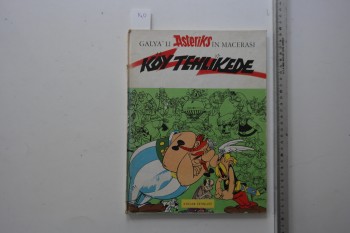 GALYA'LI Asteriks İN MACERASI
KÖY TEHLİKEDE